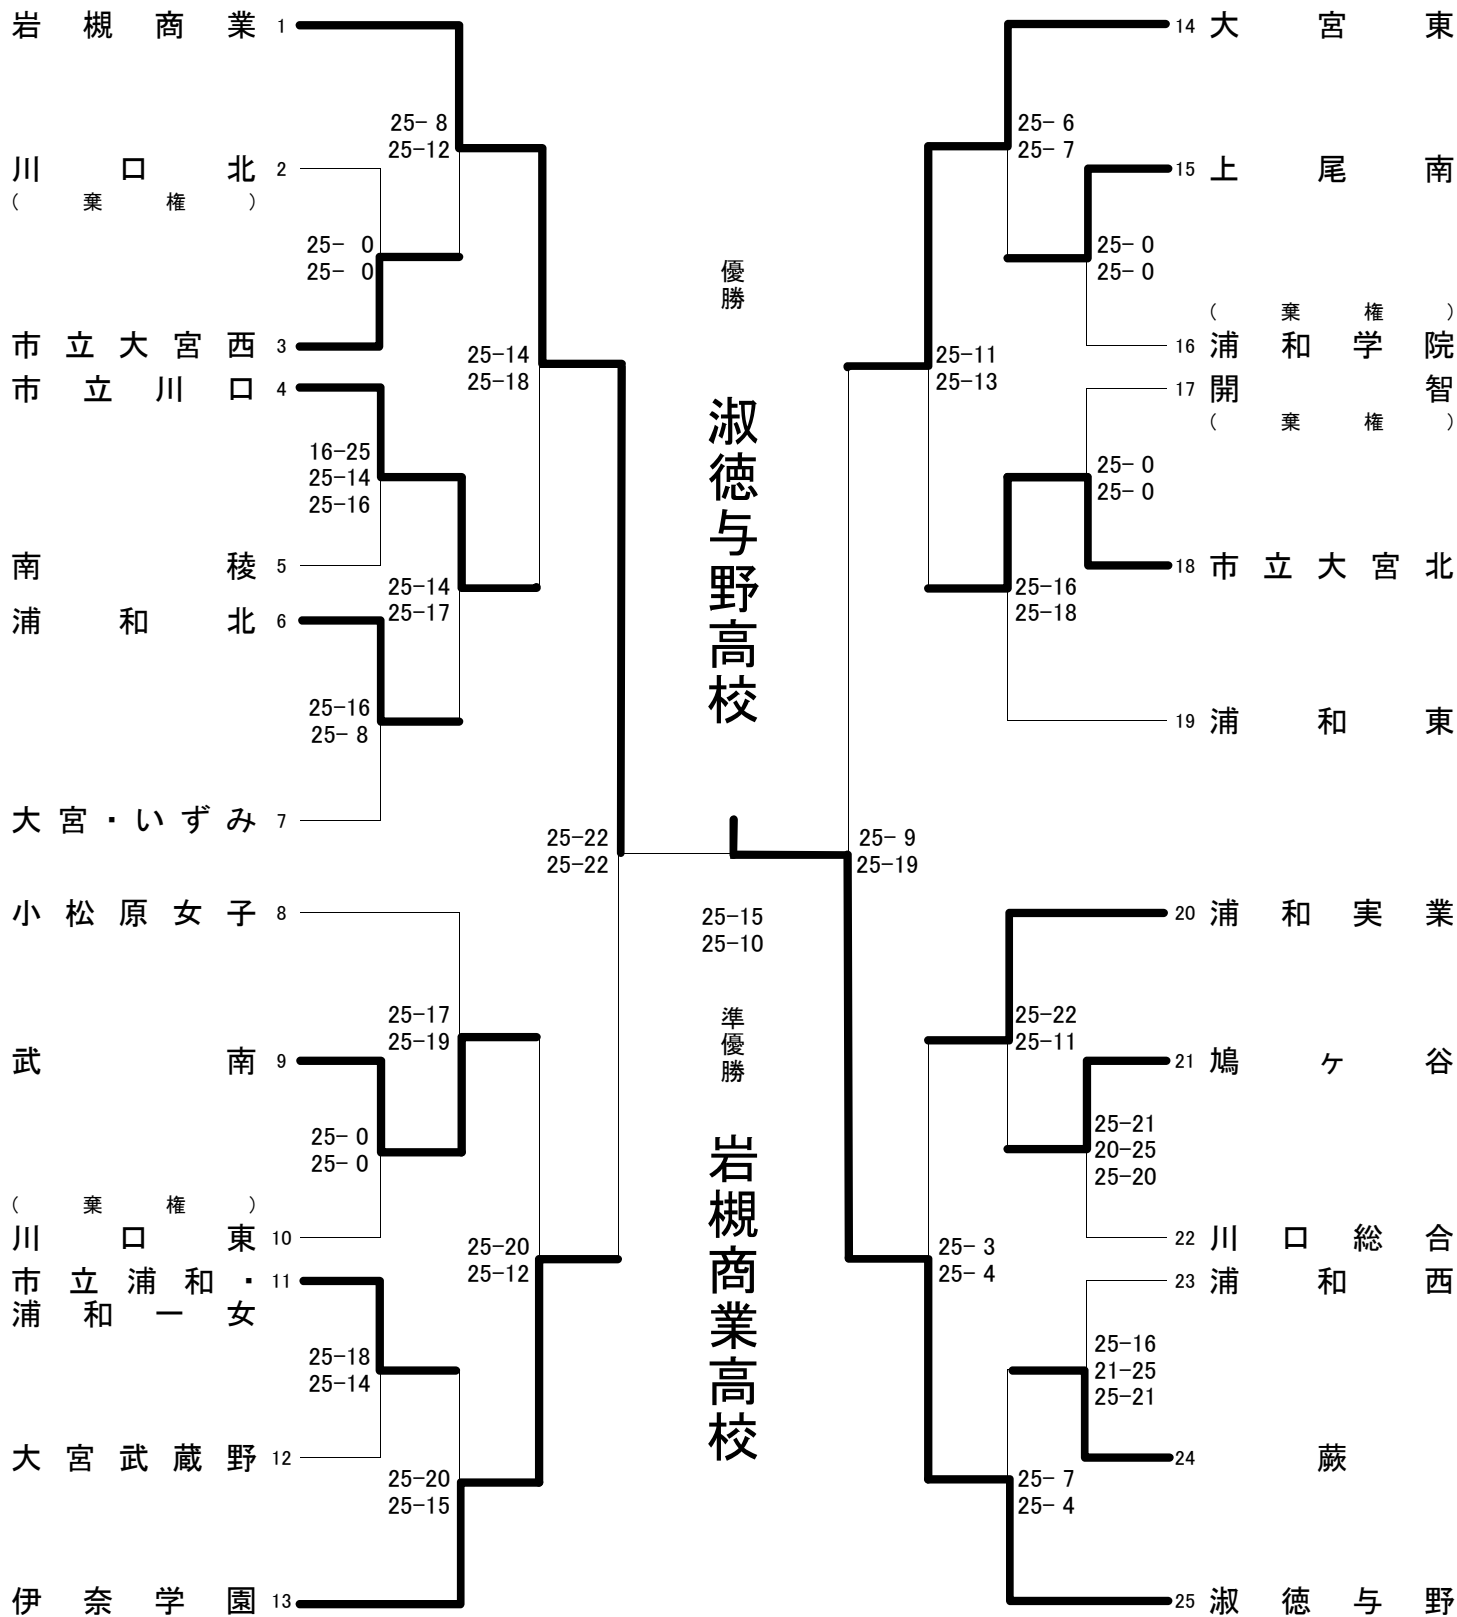 岩槻商業 1
25- 8
25-12
川口北 2
(棄権)
25- 0
25- 0
市立大宮西 3
市立川口 4
25-14
25-18
16-25
25-14
25-16
南稜 5
25-14
25-17
浦和北 6
25-16
25- 8
大宮・いずみ 7
25-22
25-22
小松原女子 8
25-17
25-19
武南 9
25- 0
25- 0
(棄権)
川口東 10
市立浦和・ 11
浦和一女
25-20
25-12
25-18
25-14
大宮武蔵野 12
25-20
25-15
伊奈学園 13
優勝
淑徳与野高校
25-15
25-10
準優勝
岩槻商業高校
14 大宮東
25- 6
25- 7
15 上尾南
25- 0
25- 0
(棄権)
16 浦和学院
25-11
25-13
17 開智
(棄権)
25- 0
25- 0
18 市立大宮北
25-16
25-18
19 浦和東
25- 9
25-19
20 浦和実業
25-22
25-11
21 鳩ヶ谷
25-21
20-25
25-20
22 川口総合
25- 3
25- 4
23 浦和西
25-16
21-25
25-21
24 蕨
25- 7
25- 4
25 淑徳与野